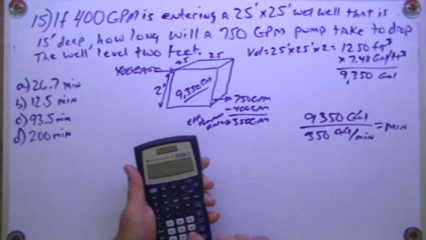 15) If 400 GPM is entering a 25' x 25' wet well that is
15' deep how long will a 750 GPM pump take to drop
The well level two feet.
Vol = 25' x 25' x 2' = 1250 ft³
x 7.48 Gal/ft³
9,350 Gal
a) 26.7 min
b) 12.5 min
c) 93.5 min
d) 200 min
400 GPM
25
25
2'
9,350 Gal
→ 750 GPM
- 400 GPM
→ 350 GPM
9350 Gal
350 Gal/min
= min